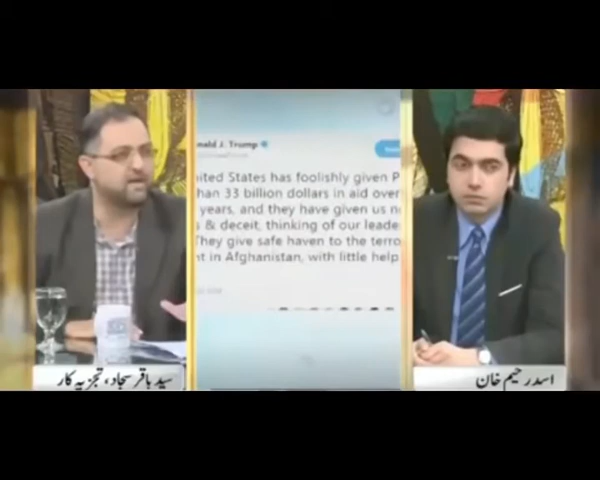 nald J. Trump
ited States has foolishly given P
han 33 billion dollars in aid over
years, and they have given us n
& deceit, thinking of our leade
They give safe haven to the terro
nt in Afghanistan, with little help
سید باقر سجاد، تجزیہ کار
اسد رحیم خان